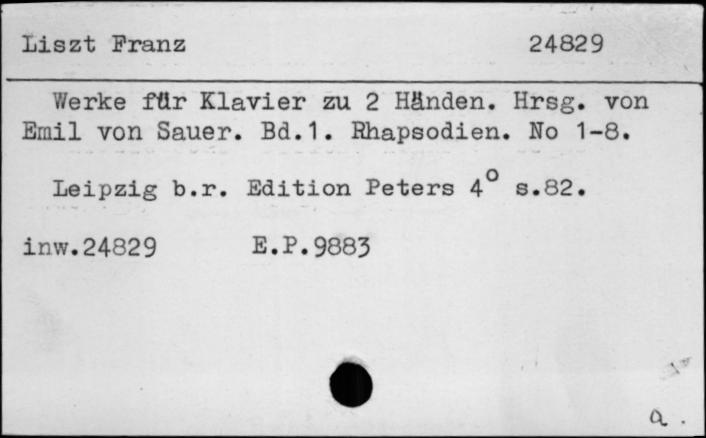 Liszt Franz 24829
Werke für Klavier zu 2 Händen. Hrsg. von
Emil von Sauer. Bd.1. Rhapsodien. No 1-8.
Leipzig b.r. Edition Peters 4° s.82.
inw.24829 E.P.9883
a.